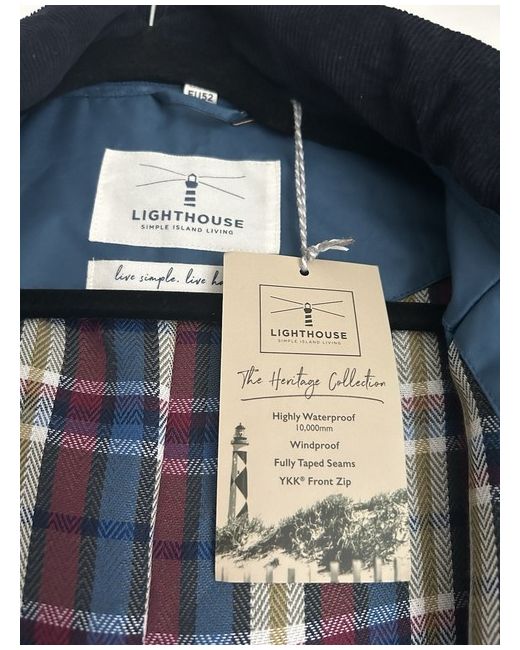 EU52
LIGHTHOUSE
SIMPLE ISLAND LIVING
live simple. live
LIGHTHOUSE
SIMPLE ISLAND LIVING
The Heritage Collection
Highly Waterproof
10,000mm
Windproof
Fully Taped Seams
YKK® Front Zip